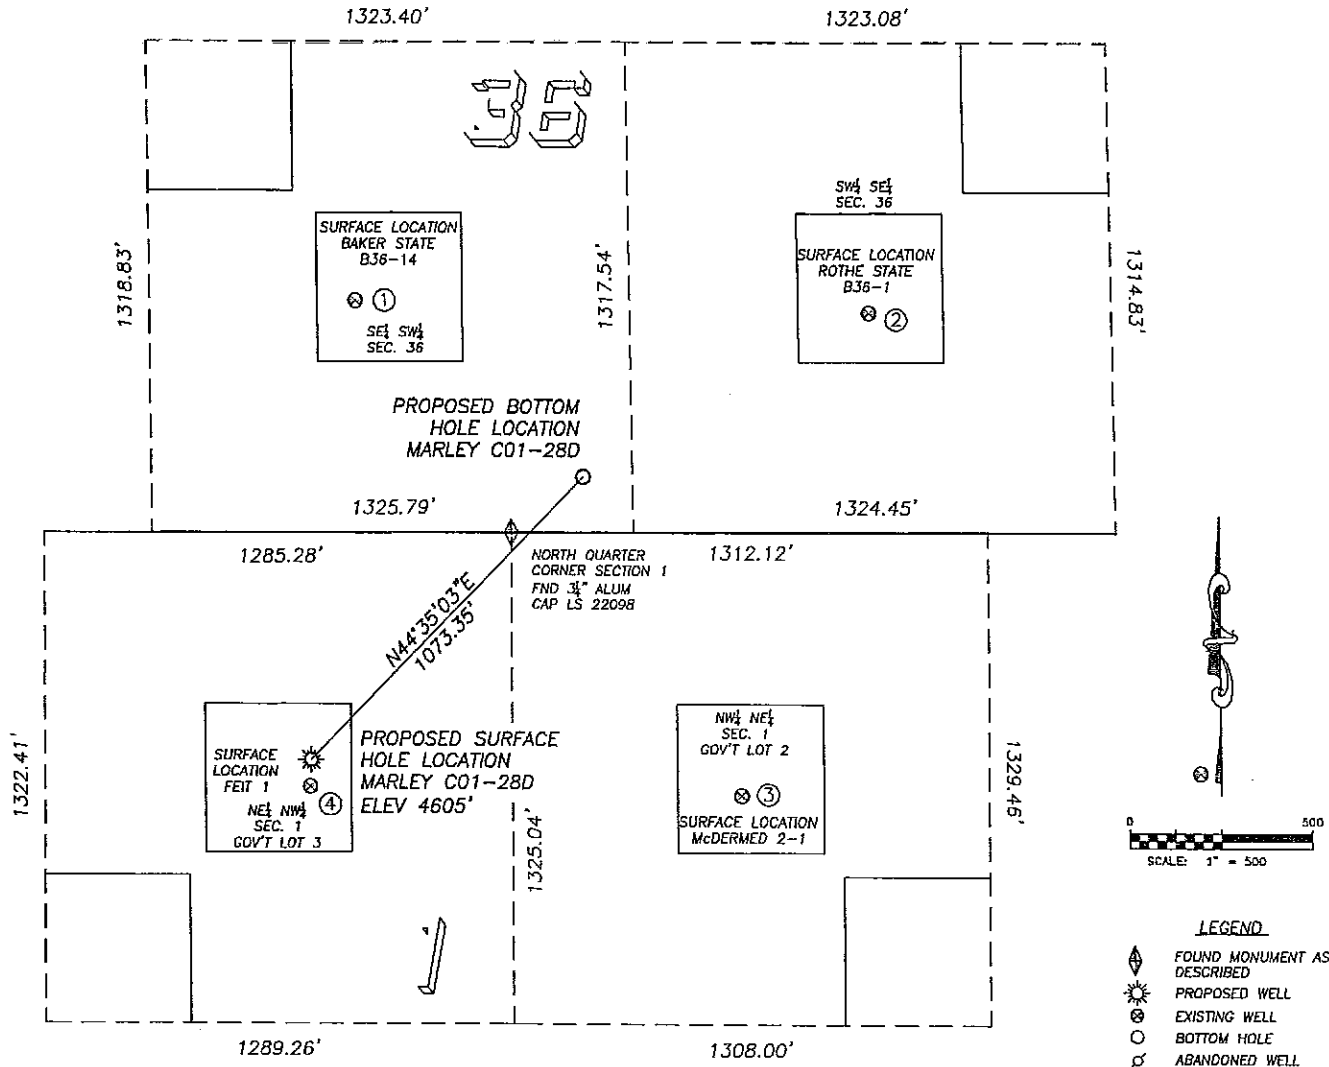 1323.40'
1323.08'
36
SURFACE LOCATION
BAKER STATE
B36-14
①
SE¼ SW¼
SEC. 36
SW¼ SE¼
SEC. 36
SURFACE LOCATION
ROTHE STATE
B36-1
②
1318.83'
1317.54'
1314.83'
PROPOSED BOTTOM
HOLE LOCATION
MARLEY C01-28D
1325.79'
1324.45'
1285.28'
1312.12'
NORTH QUARTER
CORNER SECTION 1
FND 3¼" ALUM
CAP LS 22098
N44°35'03"E
1073.35'
1322.41'
SURFACE
LOCATION
FEIT 1
④
NE¼ NW¼
SEC. 1
GOV'T LOT 3
PROPOSED SURFACE
HOLE LOCATION
MARLEY C01-28D
ELEV 4605'
1325.04'
NW¼ NE¼
SEC. 1
GOV'T LOT 2
③
SURFACE LOCATION
McDERMED 2-1
1329.46'
1
1289.26'
1308.00'
0 500
SCALE: 1" = 500
LEGEND
FOUND MONUMENT AS
DESCRIBED
PROPOSED WELL
EXISTING WELL
BOTTOM HOLE
ABANDONED WELL